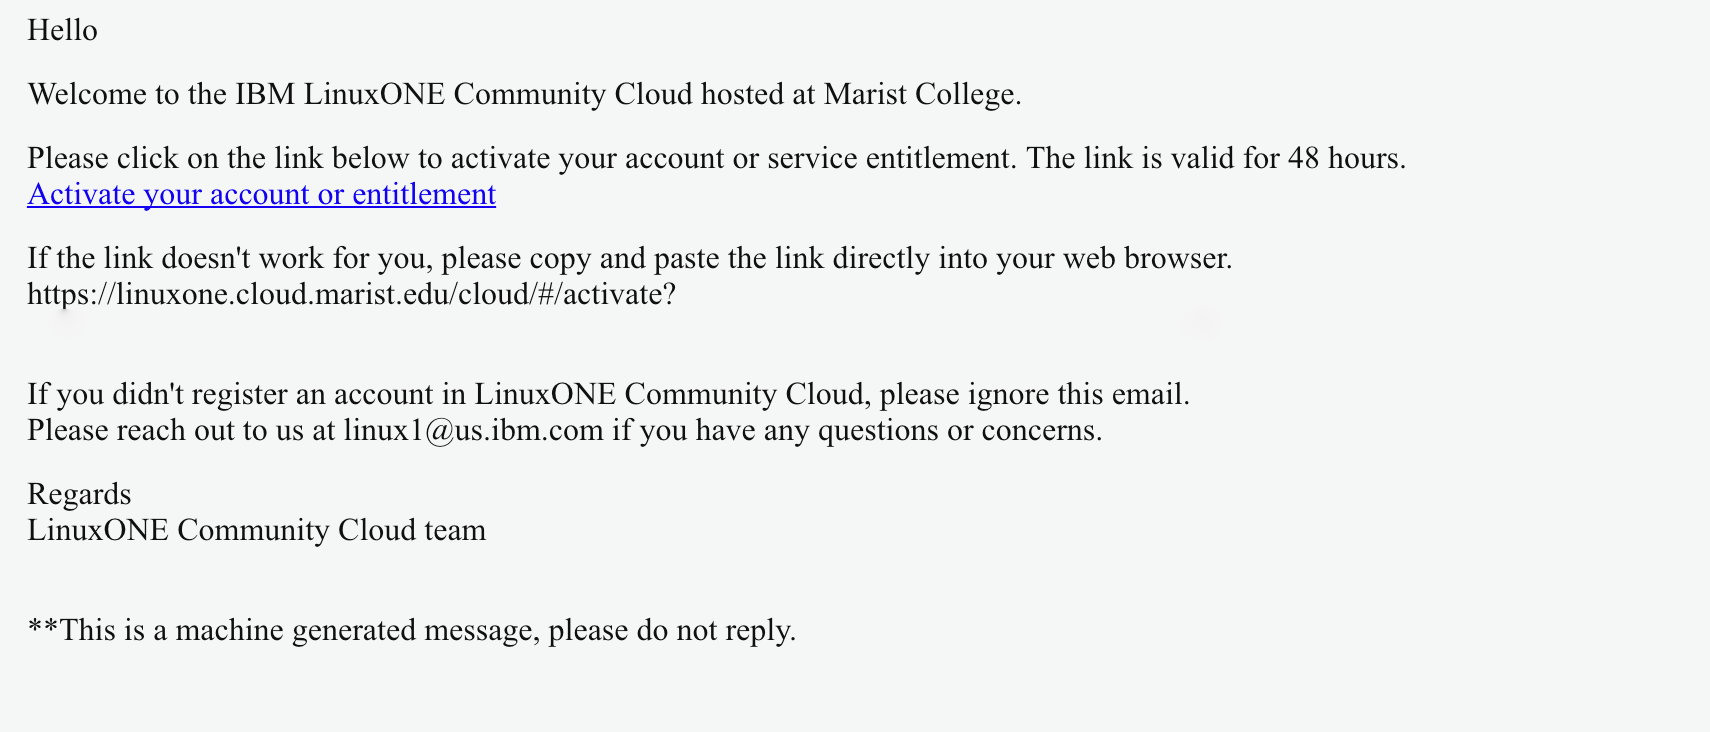 Hello
Welcome to the IBM LinuxONE Community Cloud hosted at Marist College.
Please click on the link below to activate your account or service entitlement. The link is valid for 48 hours.
Activate your account or entitlement
If the link doesn't work for you, please copy and paste the link directly into your web browser.
https://linuxone.cloud.marist.edu/cloud/#/activate?
If you didn't register an account in LinuxONE Community Cloud, please ignore this email.
Please reach out to us at linux1@us.ibm.com if you have any questions or concerns.
Regards
LinuxONE Community Cloud team
**This is a machine generated message, please do not reply.